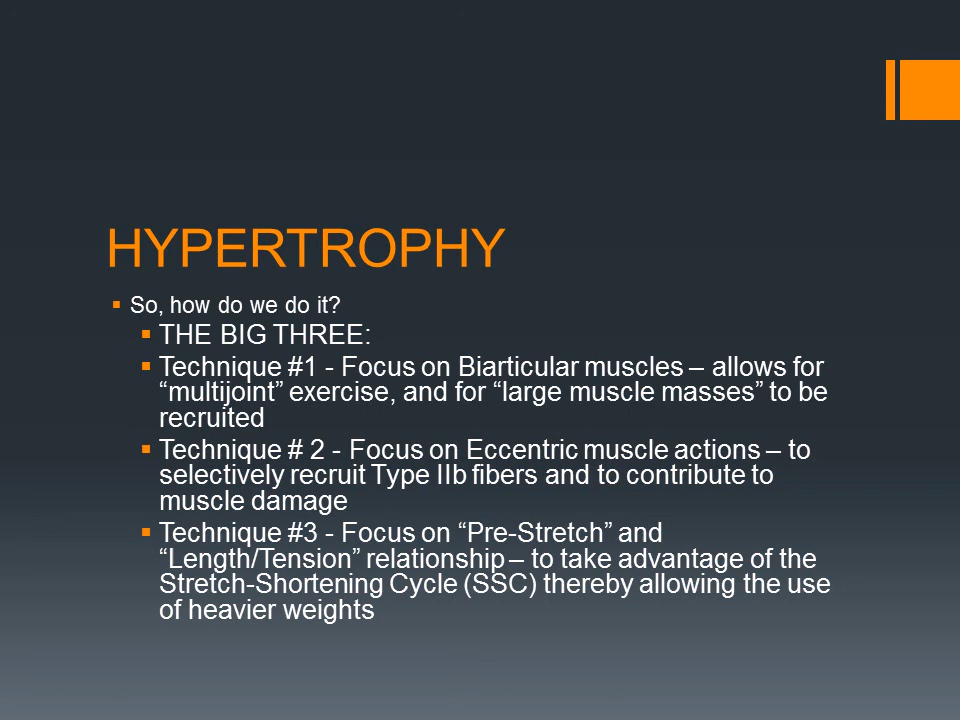 HYPERTROPHY
▪ So, how do we do it?
▪ THE BIG THREE:
▪ Technique #1 - Focus on Biarticular muscles – allows for
“multijoint” exercise, and for “large muscle masses” to be
recruited
▪ Technique # 2 - Focus on Eccentric muscle actions – to
selectively recruit Type IIb fibers and to contribute to
muscle damage
▪ Technique #3 - Focus on “Pre-Stretch” and
“Length/Tension” relationship – to take advantage of the
Stretch-Shortening Cycle (SSC) thereby allowing the use
of heavier weights